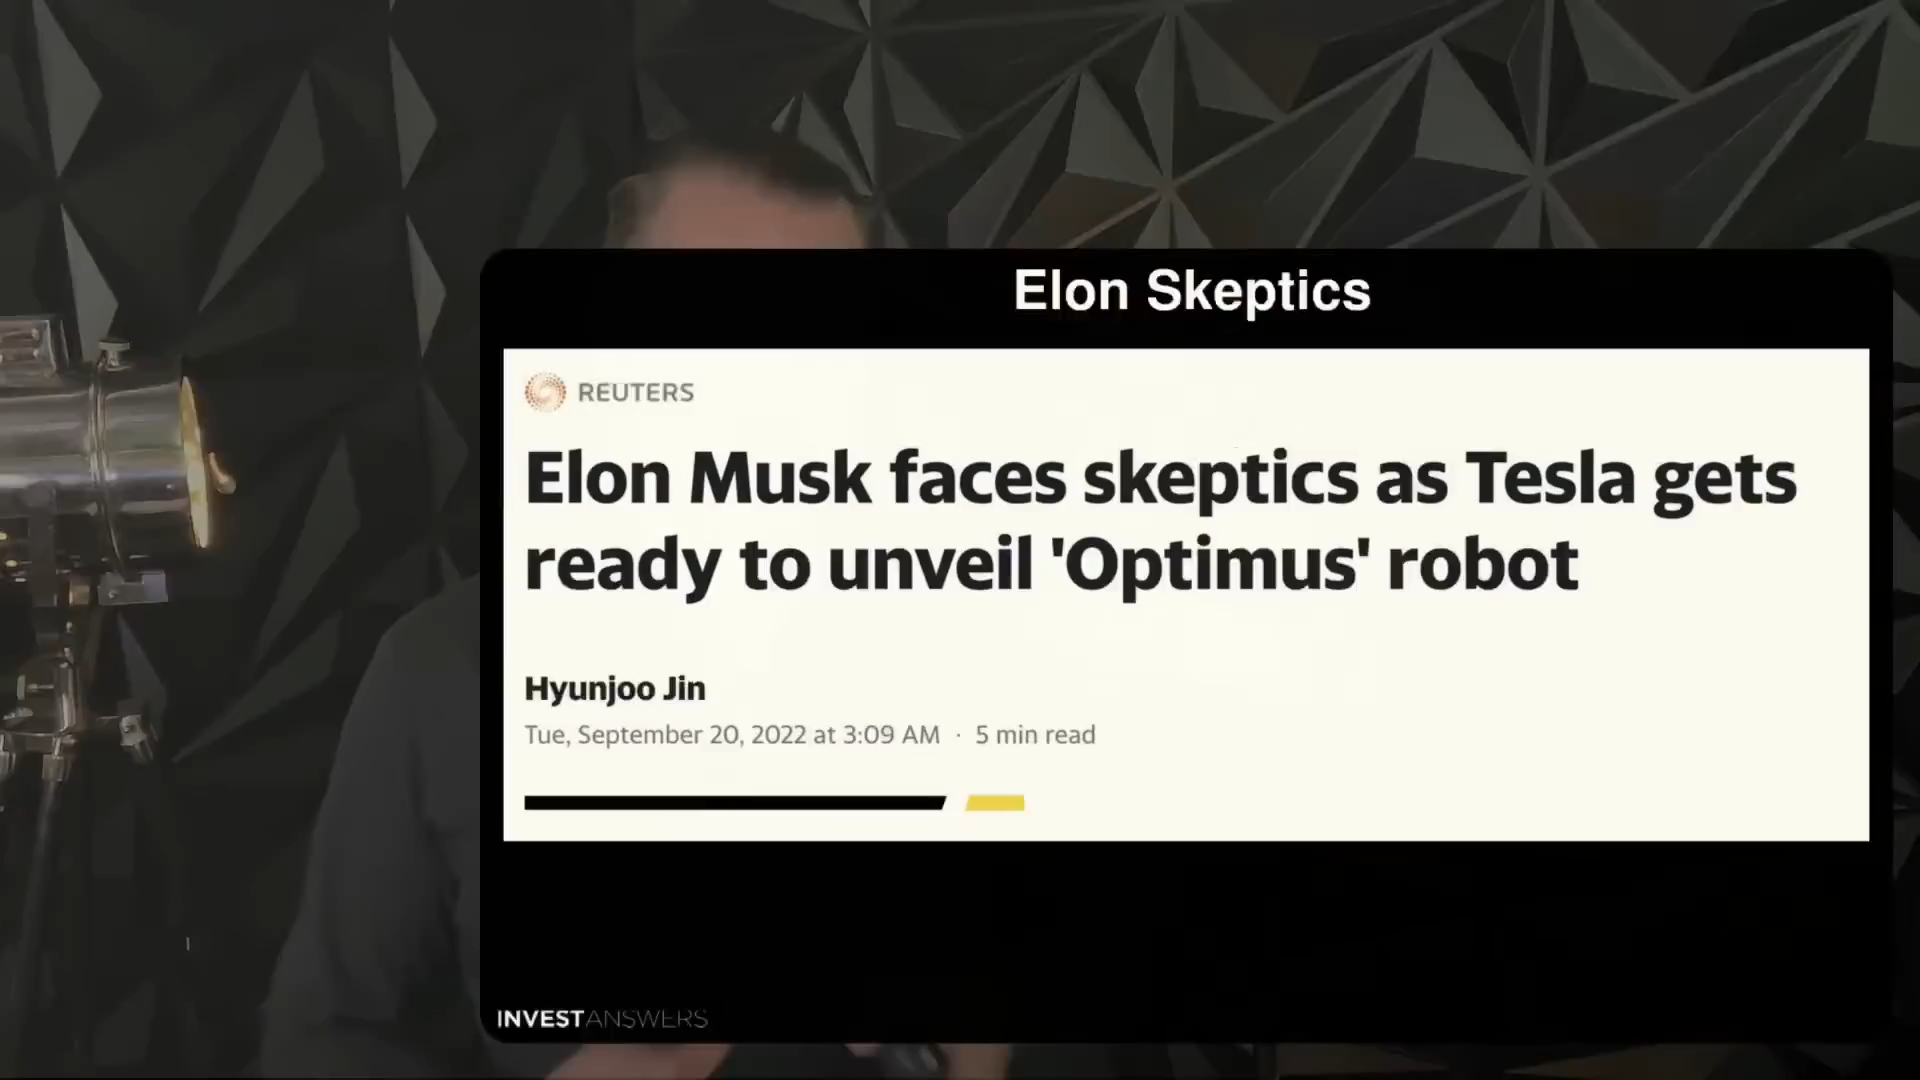 Elon Skeptics
REUTERS
Elon Musk faces skeptics as Tesla gets
ready to unveil 'Optimus' robot
Hyunjoo Jin
Tue, September 20, 2022 at 3:09 AM · 5 min read
INVESTANSWERS